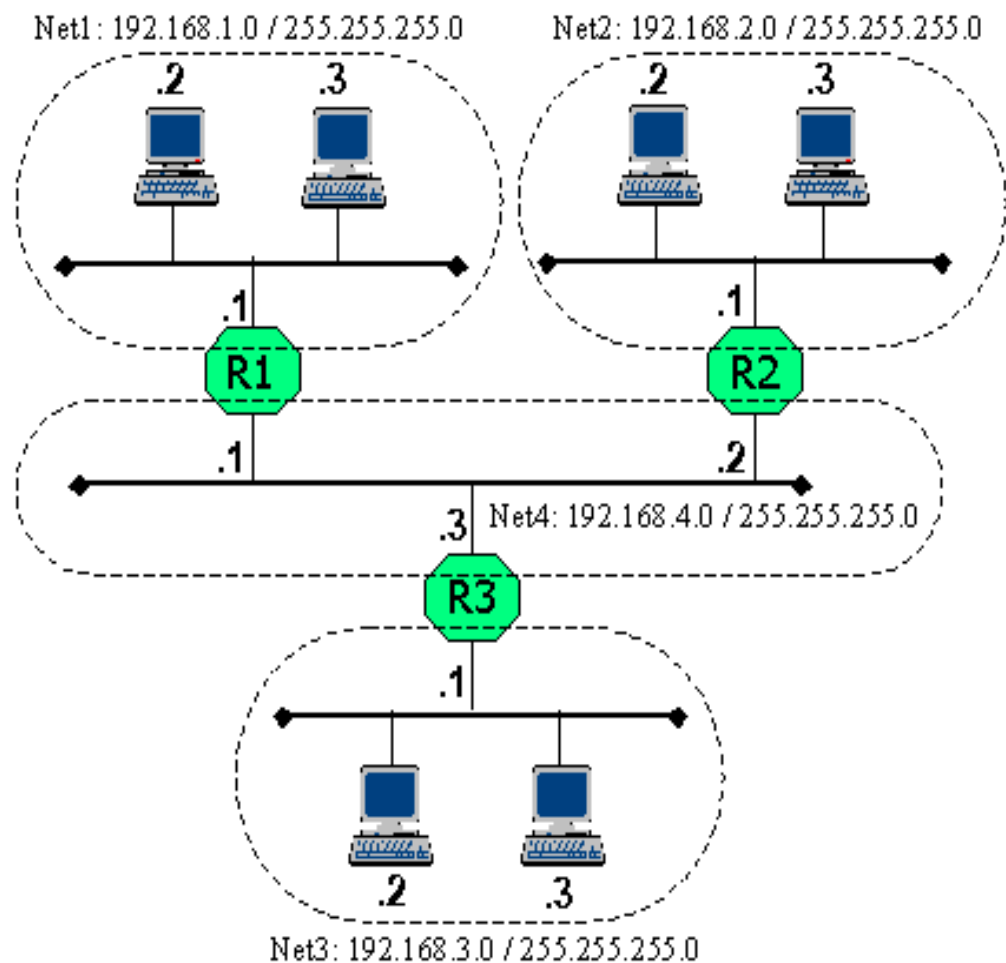 Net1: 192.168.1.0 / 255.255.255.0
Net2: 192.168.2.0 / 255.255.255.0
.2
.3
.2
.3
.1
.1
R1
R2
.1
.2
.3
Net4: 192.168.4.0 / 255.255.255.0
R3
.1
.2
.3
Net3: 192.168.3.0 / 255.255.255.0